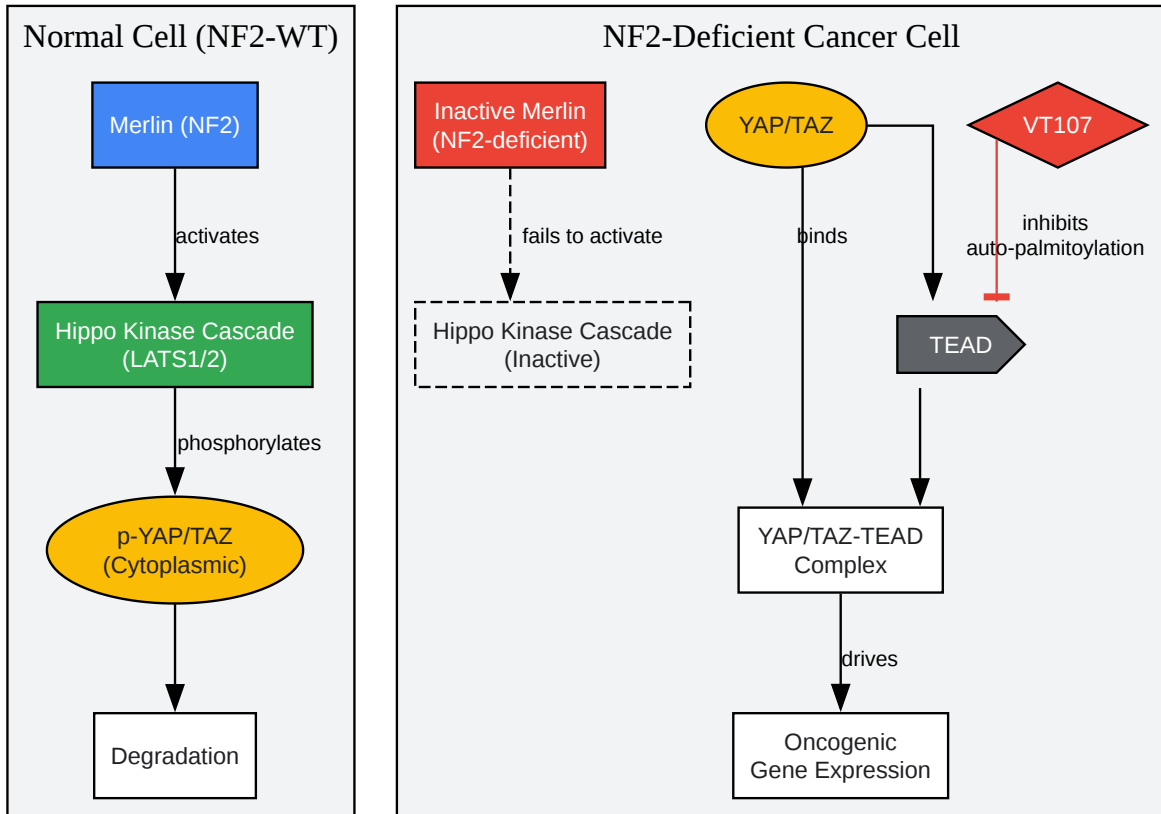 Normal Cell (NF2-WT)
Merlin (NF2)
activates
Hippo Kinase Cascade
(LATS1/2)
phosphorylates
p-YAP/TAZ
(Cytoplasmic)
Degradation
NF2-Deficient Cancer Cell
Inactive Merlin
(NF2-deficient)
fails to activate
Hippo Kinase Cascade
(Inactive)
YAP/TAZ
binds
VT107
inhibits
auto-palmitoylation
TEAD
YAP/TAZ-TEAD
Complex
drives
Oncogenic
Gene Expression